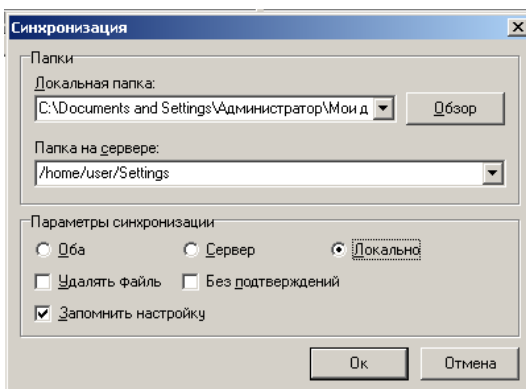 Синхронизация
Папки
Локальная папка:
C:\Documents and Settings\Администратор\Мои д
Обзор
Папка на сервере:
/home/user/Settings
Параметры синхронизации
Оба Сервер Локально
Удалять файль Без подтверждений
Запомнить настройку
Ок Отмена